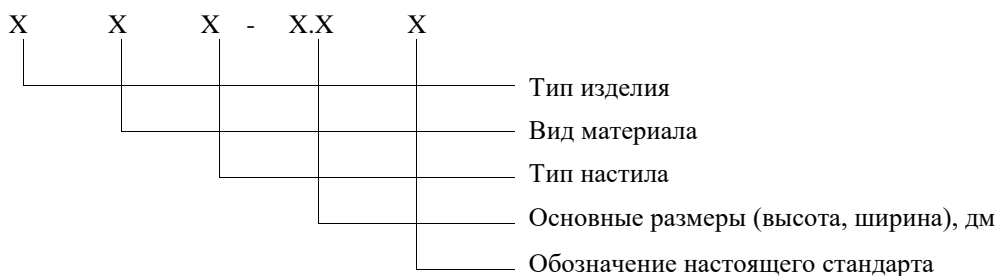 X X X - X.X X
Тип изделия
Вид материала
Тип настила
Основные размеры (высота, ширина), дм
Обозначение настоящего стандарта